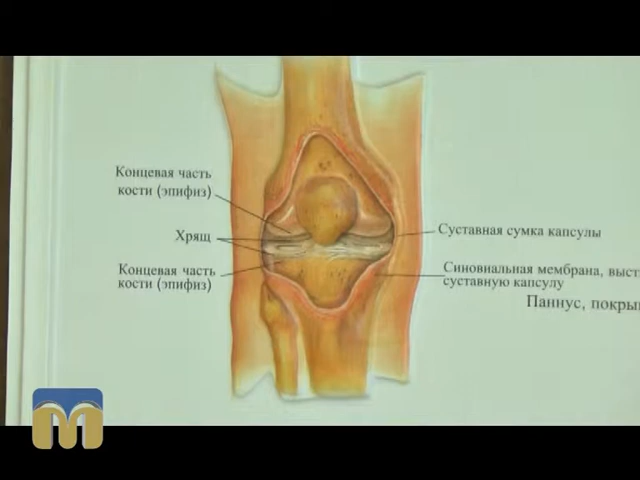 Концевая часть
кости (эпифиз)
Хрящ
Концевая часть
кости (эпифиз)
Суставная сумка капсулы
Синовиальная мембрана, выст
суставную капсулу
Паннус, покры